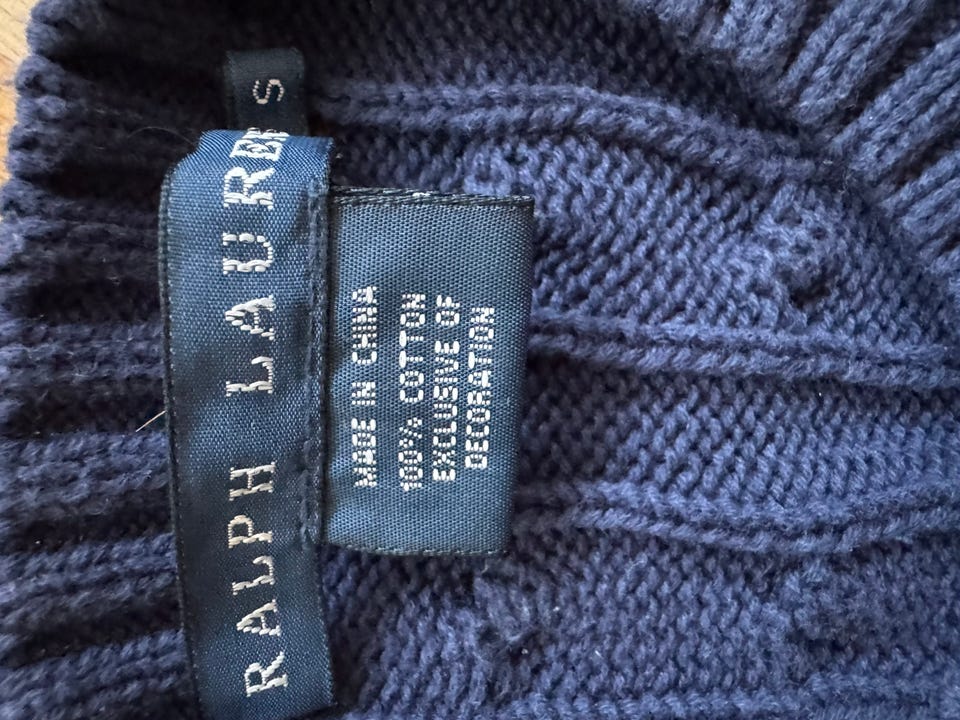 S
RALPH LAUREN
MADE IN CHINA
100% COTTON
EXCLUSIVE OF
DECORATION